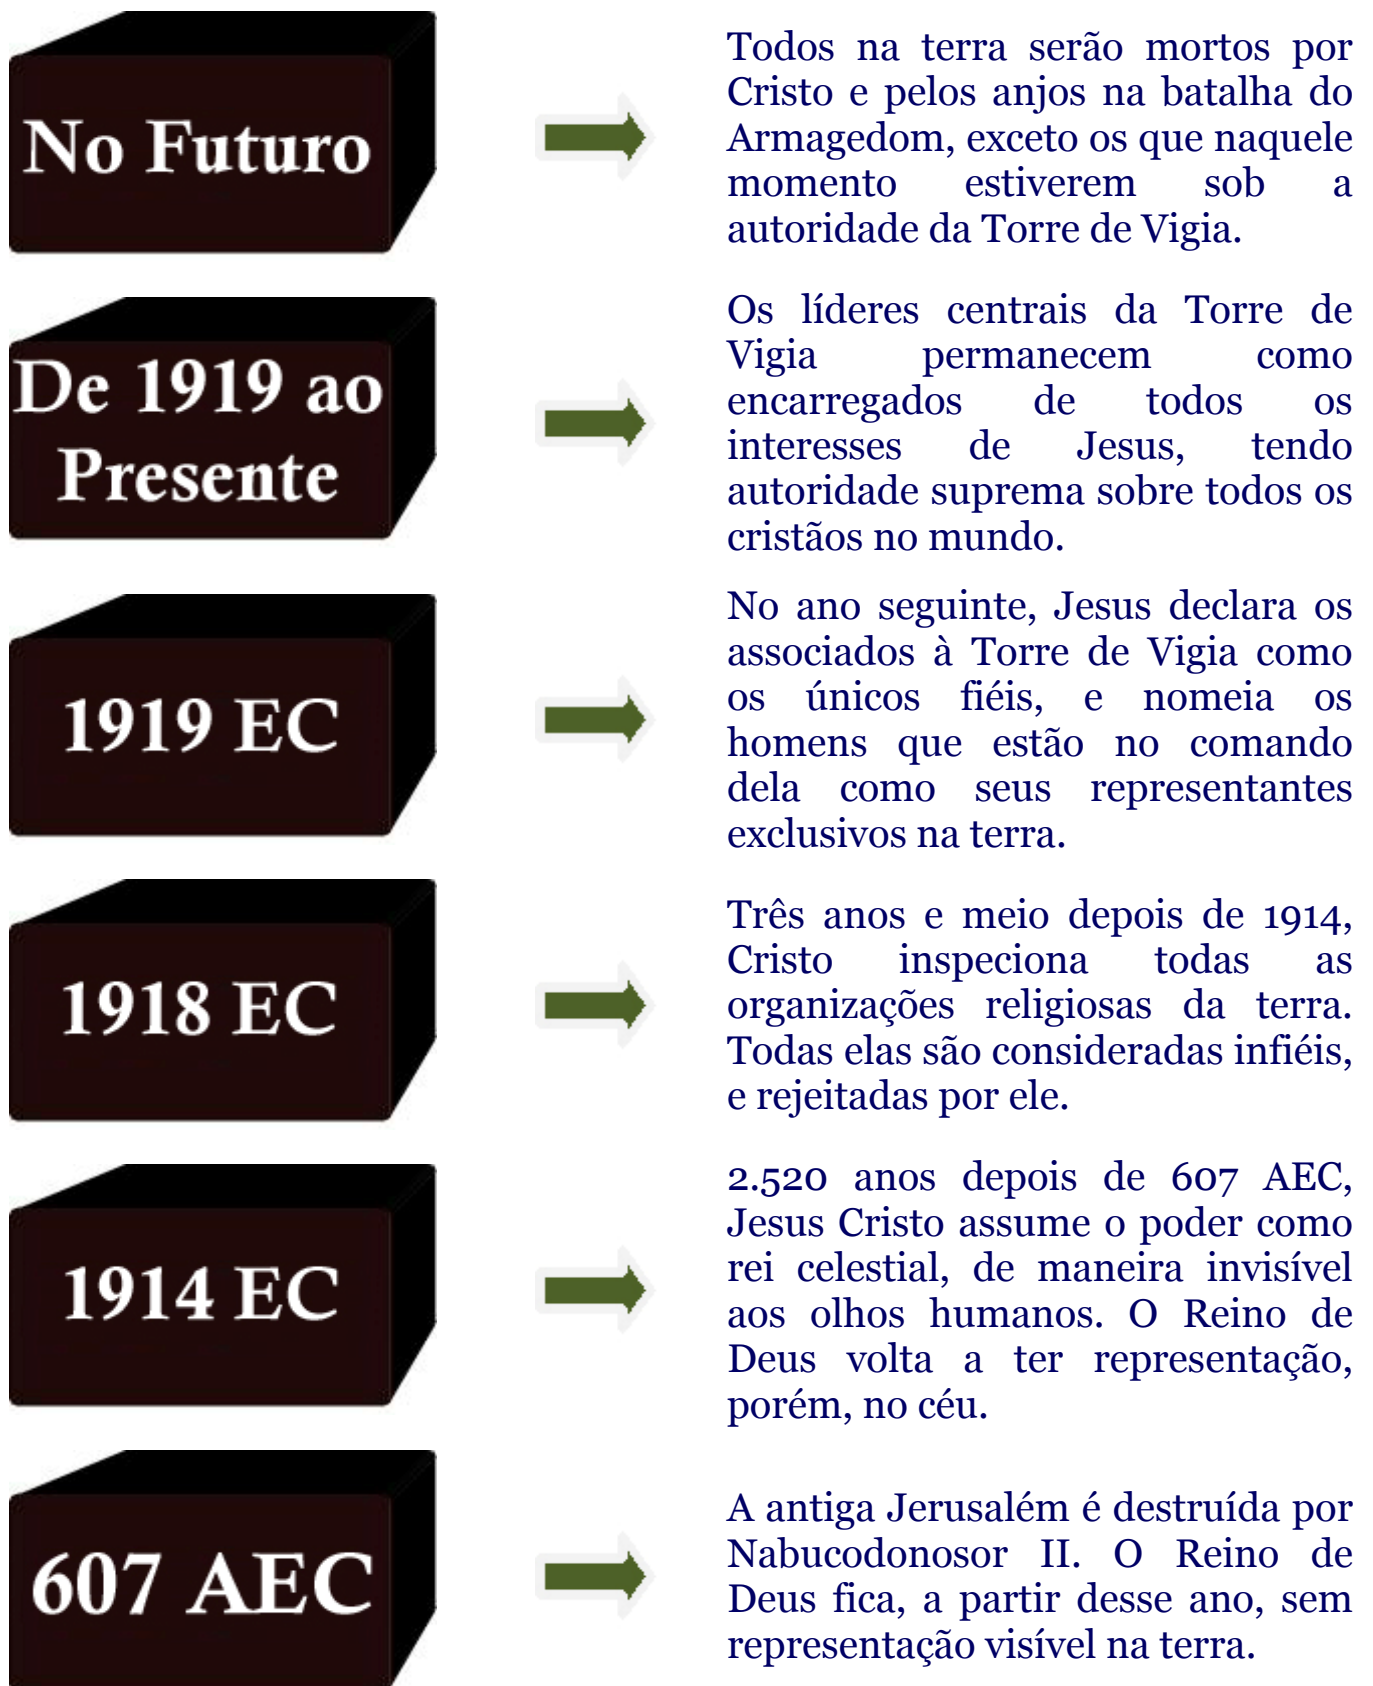 No Futuro
Todos na terra serão mortos por
Cristo e pelos anjos na batalha do
Armagedom, exceto os que naquele
momento estiverem sob a
autoridade da Torre de Vigia.
De 1919 ao
Presente
Os líderes centrais da Torre de
Vigia permanecem como
encarregados de todos os
interesses de Jesus, tendo
autoridade suprema sobre todos os
cristãos no mundo.
1919 EC
No ano seguinte, Jesus declara os
associados à Torre de Vigia como
os únicos fiéis, e nomeia os
homens que estão no comando
dela como seus representantes
exclusivos na terra.
1918 EC
Três anos e meio depois de 1914,
Cristo inspeciona todas as
organizações religiosas da terra.
Todas elas são consideradas infiéis,
e rejeitadas por ele.
1914 EC
2.520 anos depois de 607 AEC,
Jesus Cristo assume o poder como
rei celestial, de maneira invisível
aos olhos humanos. O Reino de
Deus volta a ter representação,
porém, no céu.
607 AEC
A antiga Jerusalém é destruída por
Nabucodonosor II. O Reino de
Deus fica, a partir desse ano, sem
representação visível na terra.